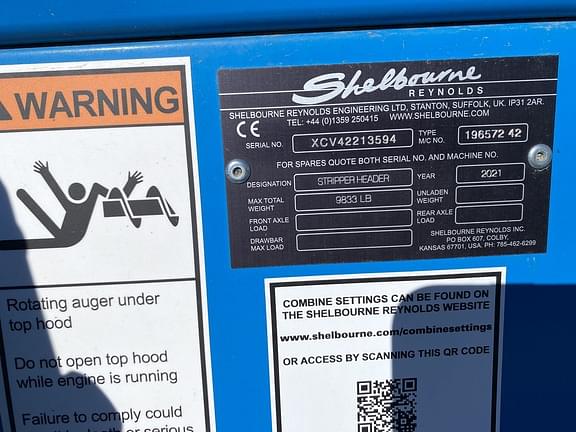 WARNING
Rotating auger under
top hood
Do not open top hood
while engine is running
Failure to comply could
Shelbourne
REYNOLDS
SHELBOURNE REYNOLDS ENGINEERING LTD, STANTON, SUFFOLK, UK. IP31 2AR.
TEL: +44 (0)1359 250415 WWW.SHELBOURNE.COM
CE
SERIAL NO. XCV42213594 TYPE M/C NO. 196572 42
FOR SPARES QUOTE BOTH SERIAL NO. AND MACHINE NO.
DESIGNATION STRIPPER HEADER YEAR 2021
MAX TOTAL WEIGHT 9833 LB UNLADEN WEIGHT
FRONT AXLE LOAD REAR AXLE LOAD
DRAWBAR MAX LOAD
SHELBOURNE REYNOLDS INC.
PO BOX 607, COLBY,
KANSAS 67701, USA. PH: 785-462-6299
COMBINE SETTINGS CAN BE FOUND ON
THE SHELBOURNE REYNOLDS WEBSITE
www.shelbourne.com/combinesettings
OR ACCESS BY SCANNING THIS QR CODE